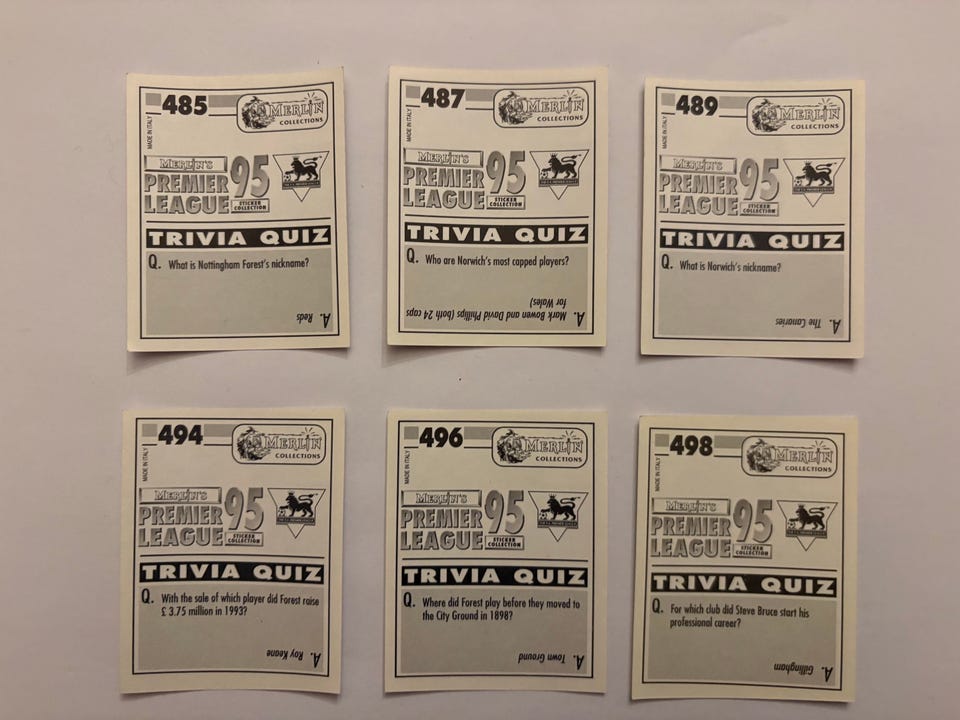 485
MERLIN
COLLECTIONS
MADE IN ITALY
MERLIN'S
PREMIER
LEAGUE
95
STICKER
COLLECTION
TRIVIA QUIZ
Q. What is Nottingham Forest's nickname?
A. Reds
487
MERLIN
COLLECTIONS
MADE IN ITALY
MERLIN'S
PREMIER
LEAGUE
95
STICKER
COLLECTION
TRIVIA QUIZ
Q. Who are Norwich's most capped players?
A. Mark Bowen and David Phillips (both 24 caps
for Wales)
489
MERLIN
COLLECTIONS
MADE IN ITALY
MERLIN'S
PREMIER
LEAGUE
95
STICKER
COLLECTION
TRIVIA QUIZ
Q. What is Norwich's nickname?
A. The Canaries
494
MERLIN
COLLECTIONS
MADE IN ITALY
MERLIN'S
PREMIER
LEAGUE
95
STICKER
COLLECTION
TRIVIA QUIZ
Q. With the sale of which player did Forest raise
£ 3.75 million in 1993?
A. Roy Keane
496
MERLIN
COLLECTIONS
MADE IN ITALY
MERLIN'S
PREMIER
LEAGUE
95
STICKER
COLLECTION
TRIVIA QUIZ
Q. Where did Forest play before they moved to
the City Ground in 1898?
A. Town Ground
498
MERLIN
COLLECTIONS
MADE IN ITALY
MERLIN'S
PREMIER
LEAGUE
95
STICKER
COLLECTION
TRIVIA QUIZ
Q. For which club did Steve Bruce start his
professional career?
A. Gillingham